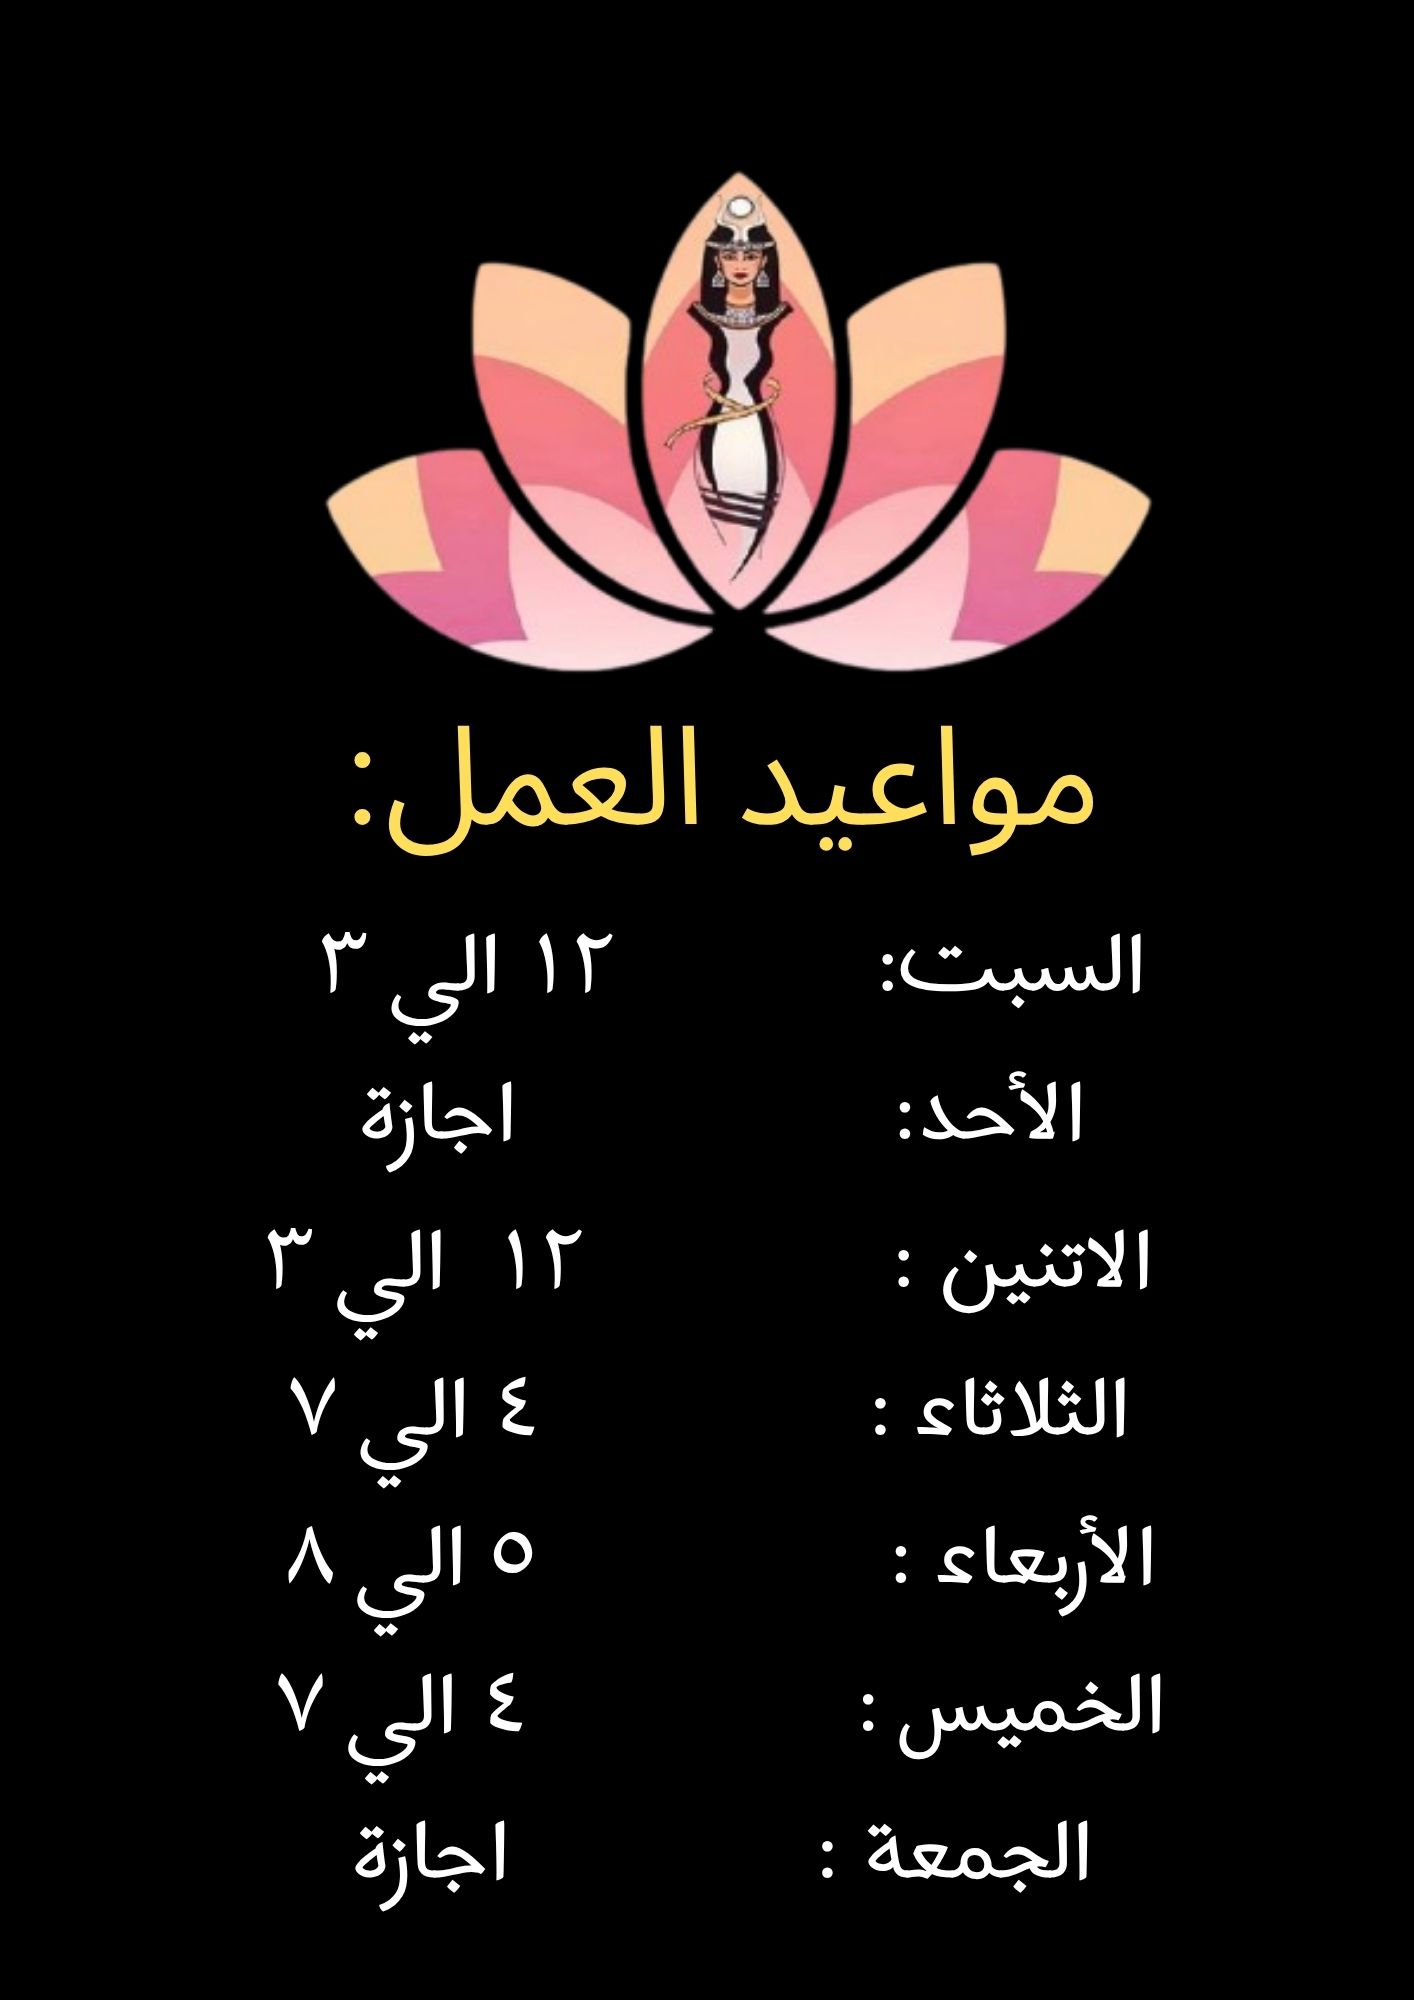 مواعيد العمل:
السبت: ١٢ الي ٣
الأحد: اجازة
الاتنين : ١٢ الي ٣
الثلاثاء : ٤ الي ٧
الأربعاء : ٥ الي ٨
الخميس : ٤ الي ٧
الجمعة : اجازة